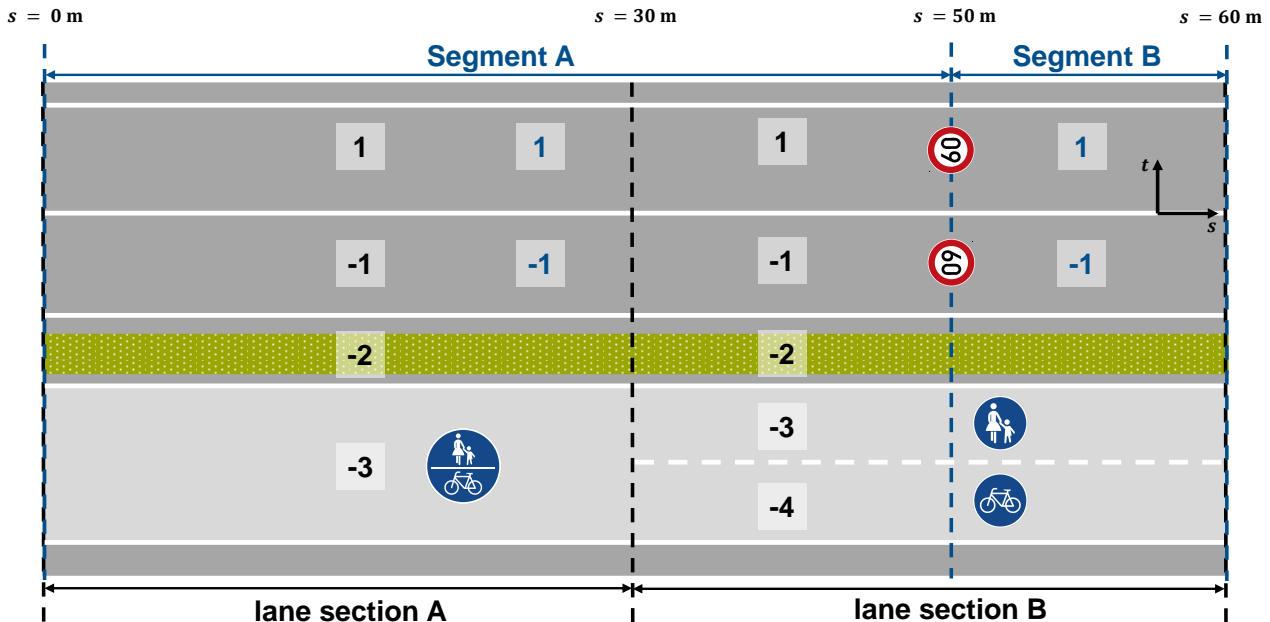 s = 0 m s = 30 m s = 50 m s = 60 m
Segment A Segment B
1 1 1 60 1
t
s
-1 -1 -1 60 -1
-2 -2
-3
-3
-4
lane section A lane section B